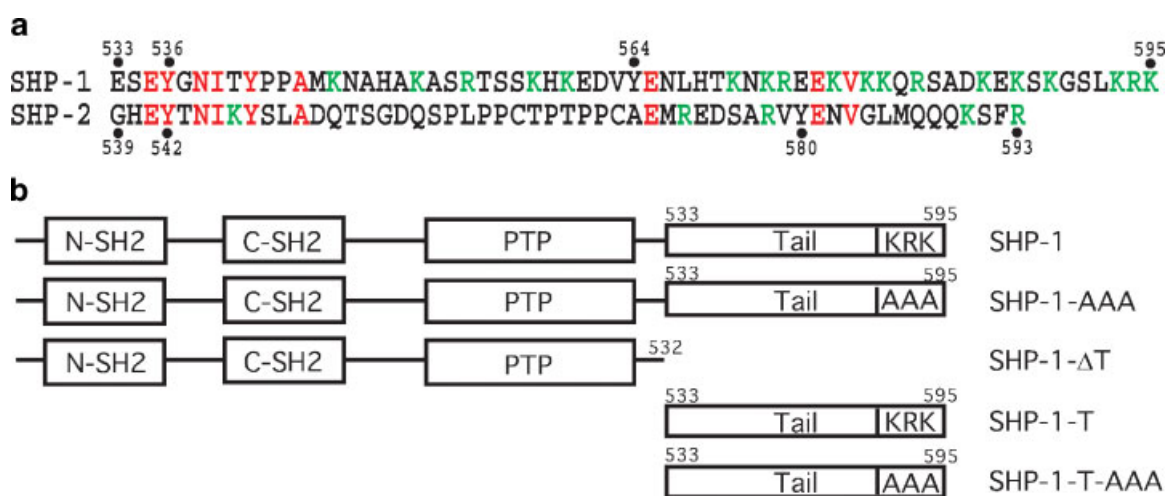 a
533 536 564 595
SHP-1 ESEYGNITYPPAMKNAHAKASRTSSKHKEDVYENLHTKNKREEKVKKQRSADKEKSKGSLKRK
SHP-2 GHEYTNIKYSLADQTSGDQSPLPPCTPTPPCAEMREDSARVYENVGLMQQQKSFR
539 542 580 593
b
533 595
N-SH2 C-SH2 PTP Tail KRK SHP-1
533 595
N-SH2 C-SH2 PTP Tail AAA SHP-1-AAA
532
N-SH2 C-SH2 PTP SHP-1-ΔT
533 595
Tail KRK SHP-1-T
533 595
Tail AAA SHP-1-T-AAA